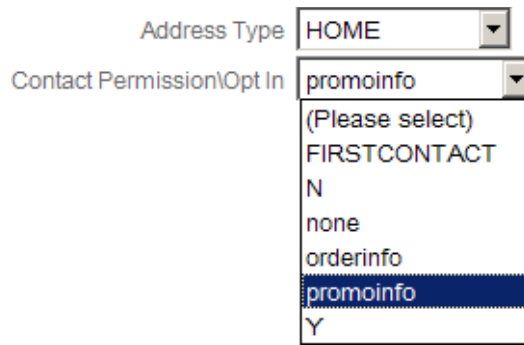 Address Type HOME
Contact Permission\Opt In promoinfo
(Please select)
FIRSTCONTACT
N
none
orderinfo
promoinfo
Y